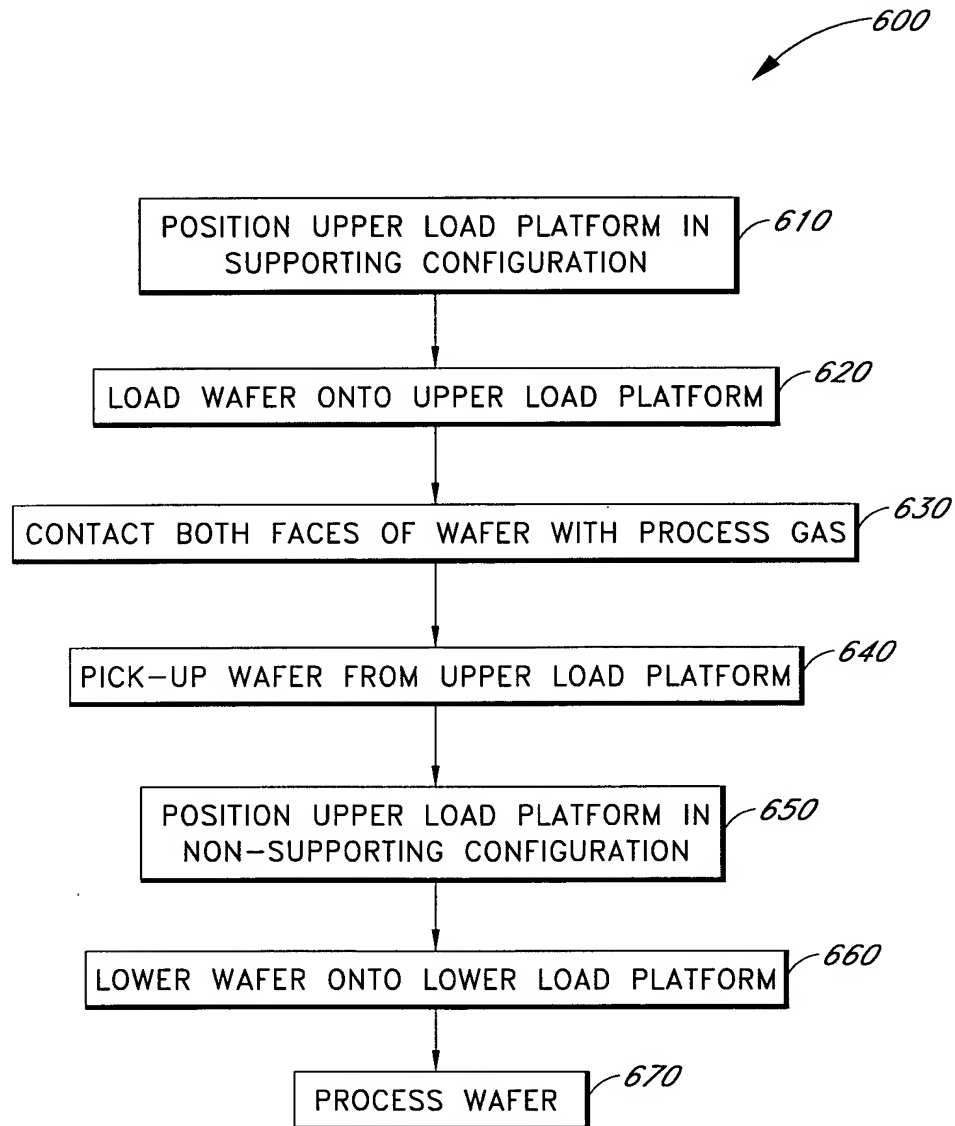 600
POSITION UPPER LOAD PLATFORM IN
SUPPORTING CONFIGURATION
610
LOAD WAFER ONTO UPPER LOAD PLATFORM
620
CONTACT BOTH FACES OF WAFER WITH PROCESS GAS
630
PICK-UP WAFER FROM UPPER LOAD PLATFORM
640
POSITION UPPER LOAD PLATFORM IN
NON-SUPPORTING CONFIGURATION
650
LOWER WAFER ONTO LOWER LOAD PLATFORM
660
PROCESS WAFER
670